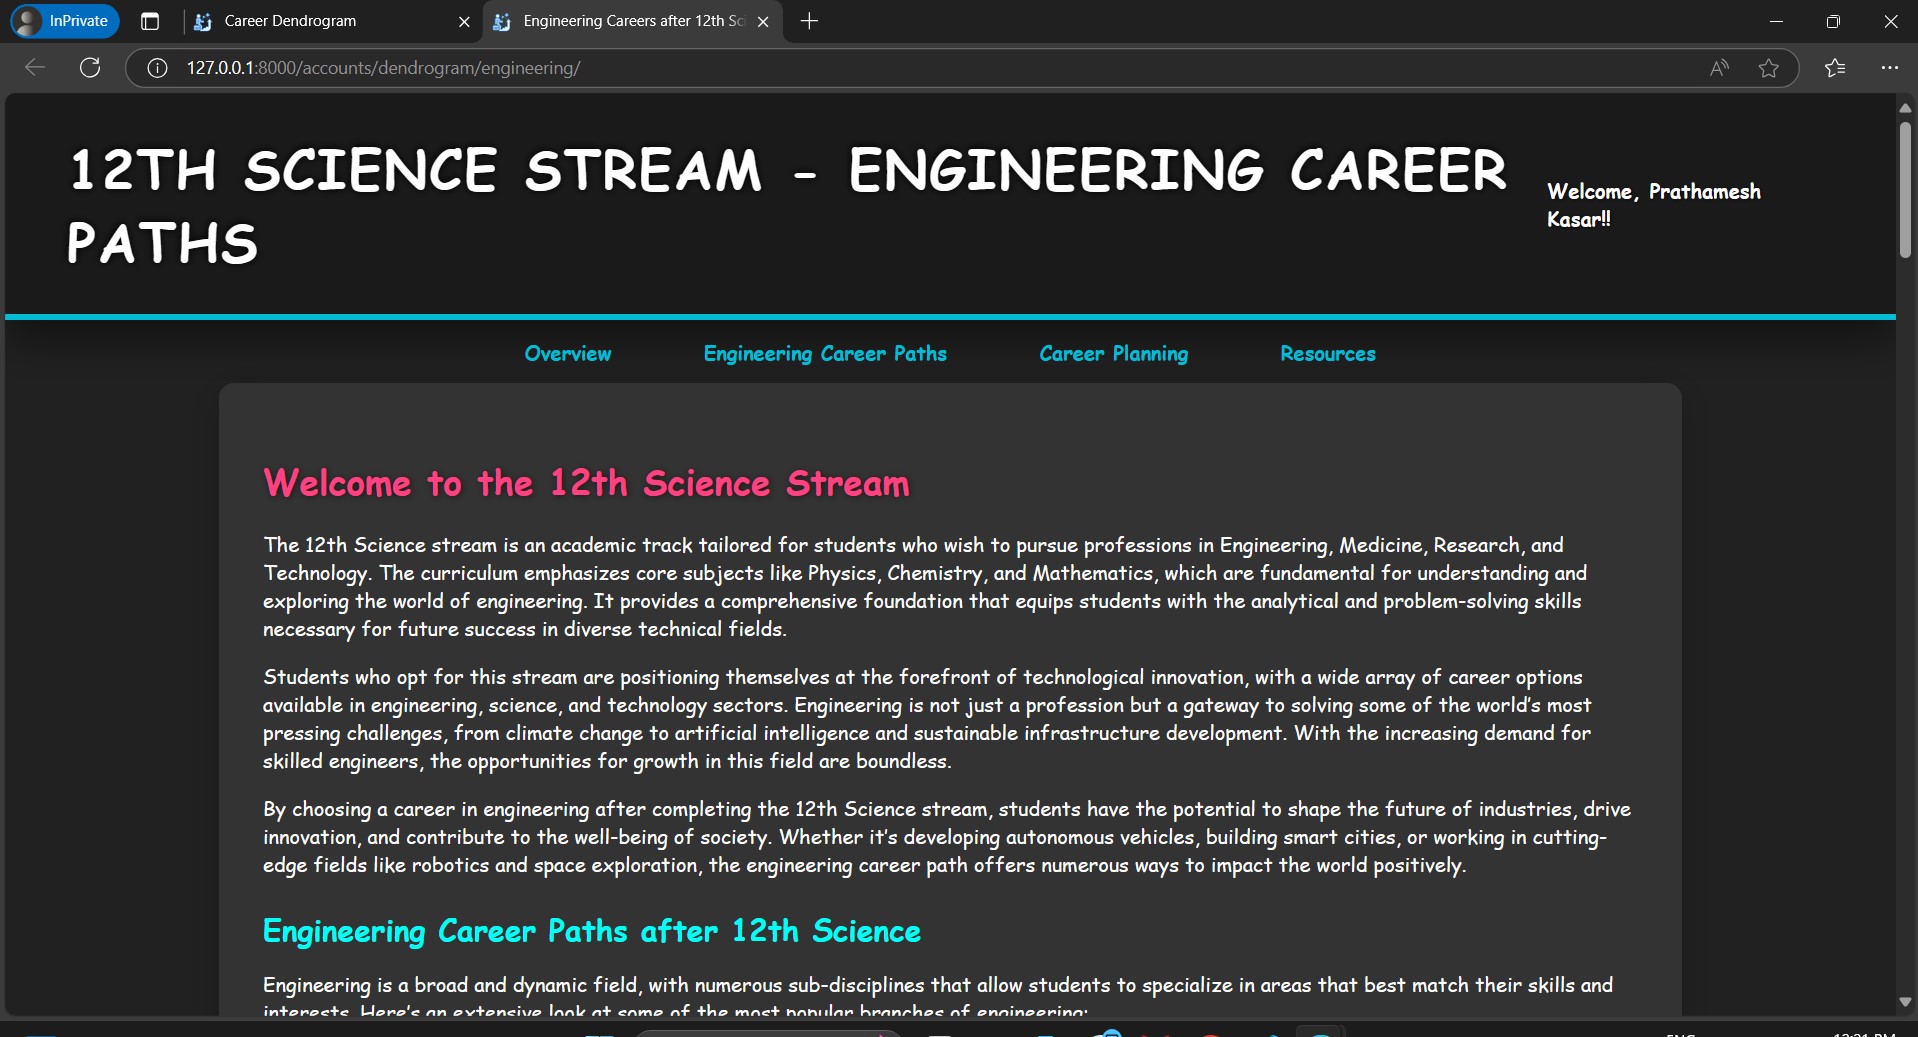 InPrivate
Career Dendrogram
Engineering Careers after 12th Sc
127.0.0.1:8000/accounts/dendrogram/engineering/
12TH SCIENCE STREAM - ENGINEERING CAREER
PATHS
Welcome, Prathamesh
Kasar!!
Overview
Engineering Career Paths
Career Planning
Resources
Welcome to the 12th Science Stream
The 12th Science stream is an academic track tailored for students who wish to pursue professions in Engineering, Medicine, Research, and
Technology. The curriculum emphasizes core subjects like Physics, Chemistry, and Mathematics, which are fundamental for understanding and
exploring the world of engineering. It provides a comprehensive foundation that equips students with the analytical and problem-solving skills
necessary for future success in diverse technical fields.
Students who opt for this stream are positioning themselves at the forefront of technological innovation, with a wide array of career options
available in engineering, science, and technology sectors. Engineering is not just a profession but a gateway to solving some of the world's most
pressing challenges, from climate change to artificial intelligence and sustainable infrastructure development. With the increasing demand for
skilled engineers, the opportunities for growth in this field are boundless.
By choosing a career in engineering after completing the 12th Science stream, students have the potential to shape the future of industries, drive
innovation, and contribute to the well-being of society. Whether it's developing autonomous vehicles, building smart cities, or working in cutting-
edge fields like robotics and space exploration, the engineering career path offers numerous ways to impact the world positively.
Engineering Career Paths after 12th Science
Engineering is a broad and dynamic field, with numerous sub-disciplines that allow students to specialize in areas that best match their skills and
interests. Here's an extensive look at some of the most popular branches of engineering: